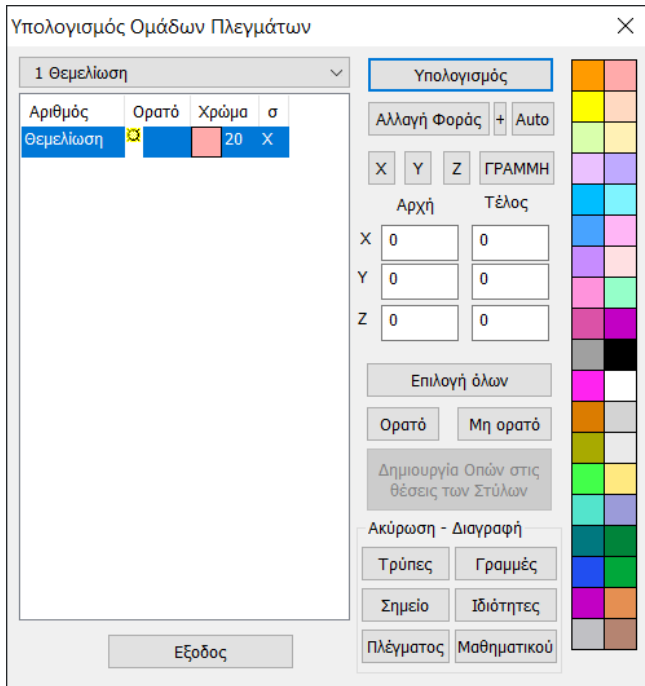 Υπολογισμός Ομάδων Πλεγμάτων
1 Θεμελίωση
Αριθμός Ορατό Χρώμα σ
Θεμελίωση 20 X
Υπολογισμός
Αλλαγή Φοράς + Auto
X Y Z ΓΡΑΜΜΗ
Αρχή Τέλος
X 0 0
Y 0 0
Z 0 0
Επιλογή όλων
Ορατό Μη ορατό
Δημιουργία Οπών στις
θέσεις των Στύλων
Ακύρωση - Διαγραφή
Τρύπες Γραμμές
Σημείο Ιδιότητες
Πλέγματος Μαθηματικού
Εξοδος